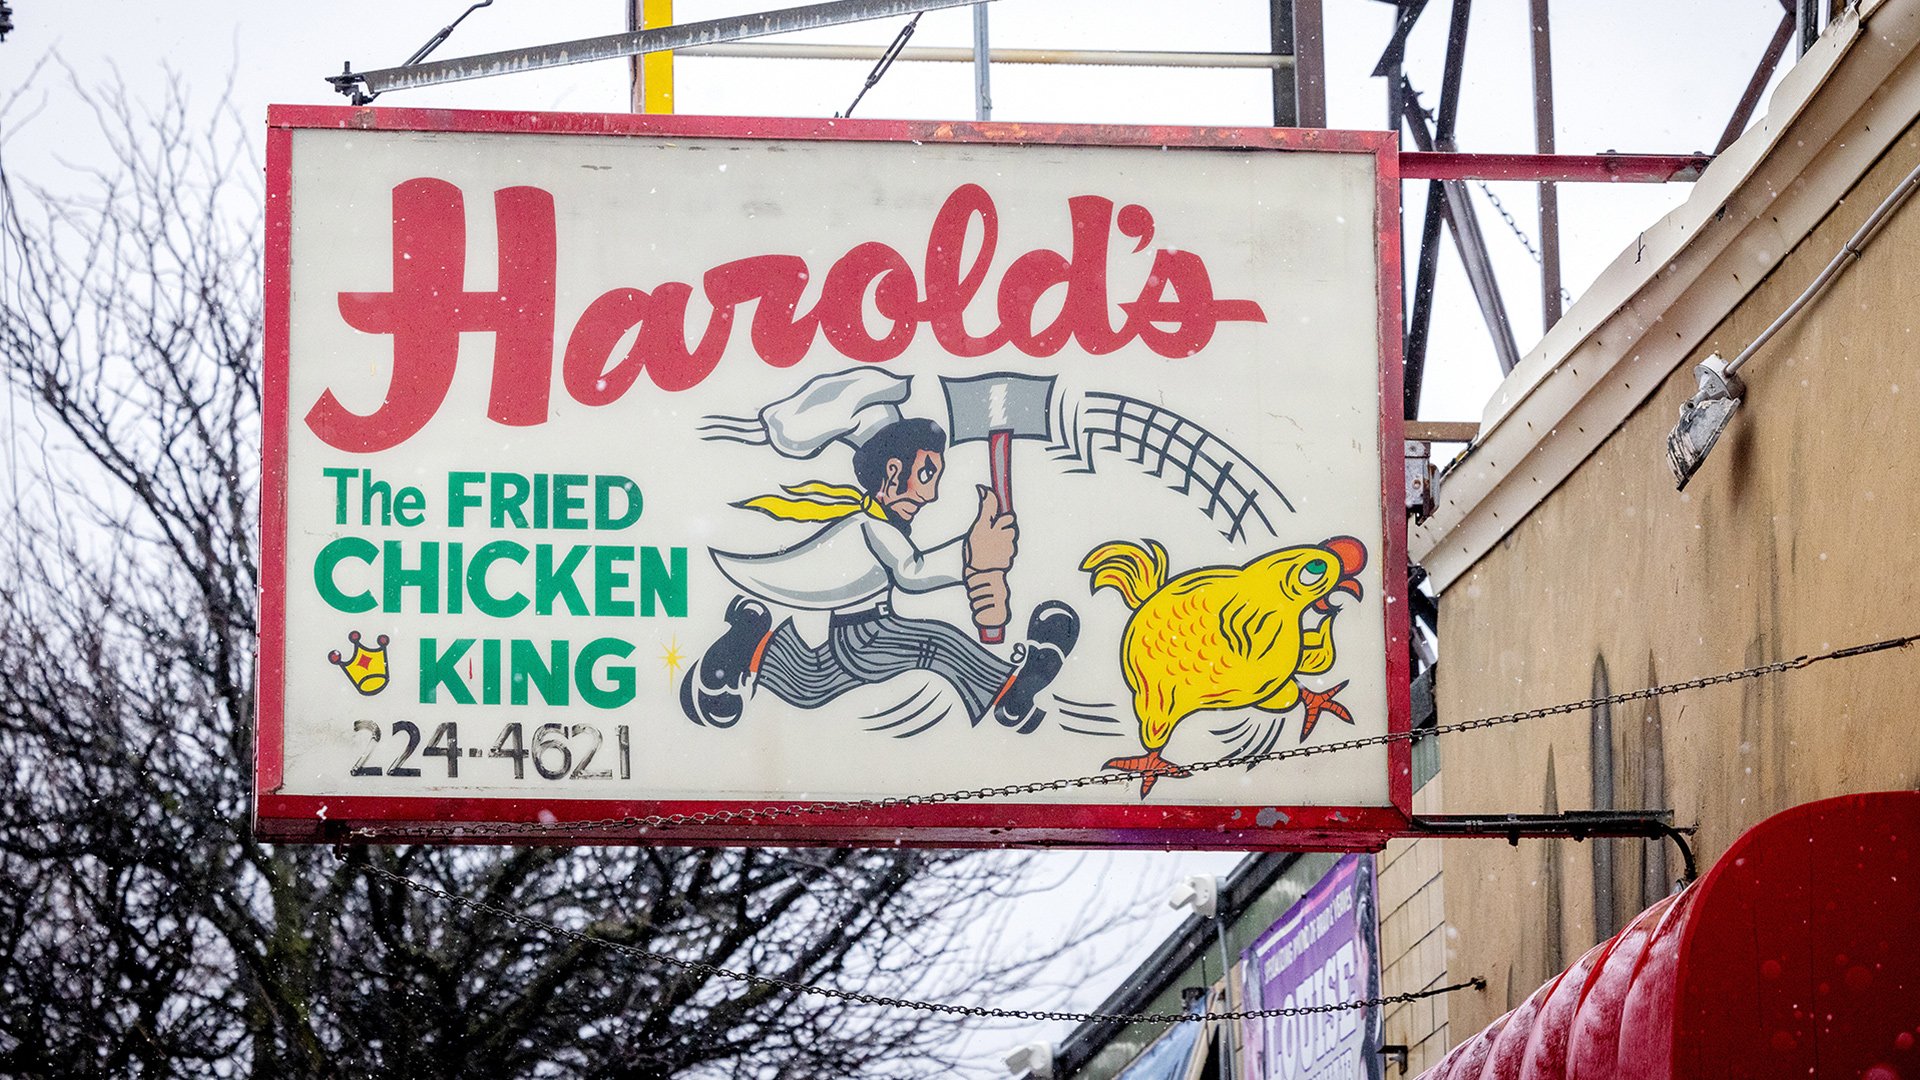 Harold's
The FRIED
CHICKEN
KING
224-4621